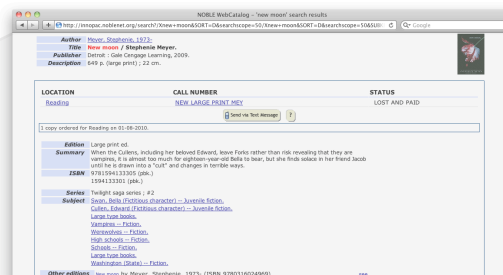 NOBLE WebCatalog – 'new moon' search results
http://innopac.noblenet.org/search?/Xnew+moon&SORT=D&searchscope=50/Xnew+moon&SORT=D&searchscope=50&SUB
Google
Author Meyer, Stephenie, 1973-
Title New moon / Stephenie Meyer.
Publisher Detroit : Gale Cengage Learning, 2009.
Description 649 p. (large print) ; 22 cm.
LOCATION CALL NUMBER STATUS
Reading NEW LARGE PRINT MEY LOST AND PAID
Send via Text Message ?
1 copy ordered for Reading on 01-08-2010.
Edition Large print ed.
Summary When the Cullens, including her beloved Edward, leave Forks rather than risk revealing that they are
vampires, it is almost too much for eighteen-year-old Bella to bear, but she finds solace in her friend Jacob
until he is drawn into a "cult" and changes in terrible ways.
ISBN 9781594133305 (pbk.)
1594133301 (pbk.)
Series Twilight saga series ; #2
Subject Swan, Bella (Fictitious character) -- Juvenile fiction.
Cullen, Edward (Fictitious character) -- Juvenile fiction.
Large type books.
Vampires -- Fiction.
Werewolves -- Fiction.
High schools -- Fiction.
Schools -- Fiction.
Large type books.
Washington (State) -- Fiction.
Other editions New moon by Meyer, Stephenie, 1973- (ISBN 9780316024969)